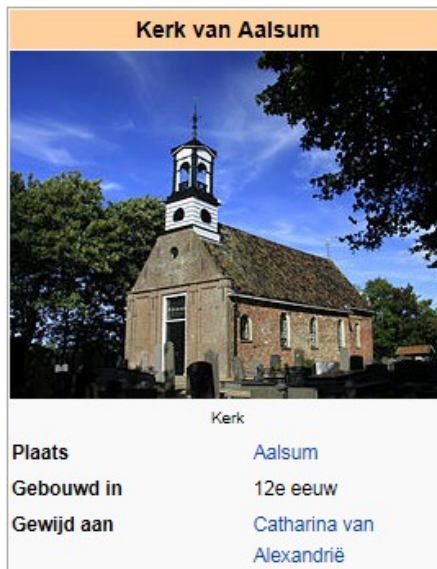 Kerk van Aalsum
Kerk
Plaats Aalsum
Gebouwd in 12e eeuw
Gewijd aan Catharina van
Alexandrië